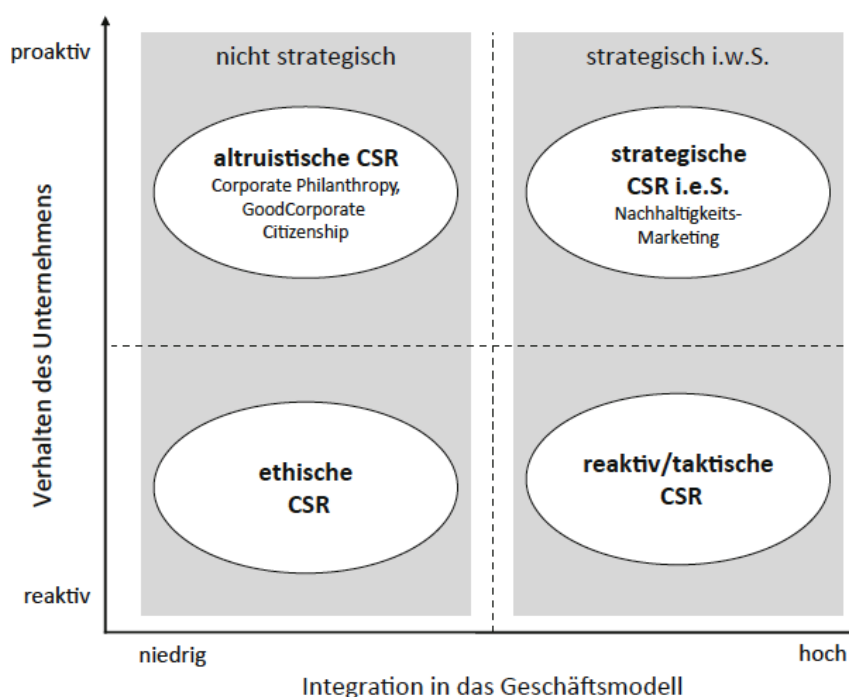 proaktiv
nicht strategisch
strategisch i.w.S.
altruistische CSR
Corporate Philanthropy,
GoodCorporate
Citizenship
strategische
CSR i.e.S.
Nachhaltigkeits-
Marketing
Verhalten des Unternehmens
ethische
CSR
reaktiv/taktische
CSR
reaktiv
niedrig
hoch
Integration in das Geschäftsmodell